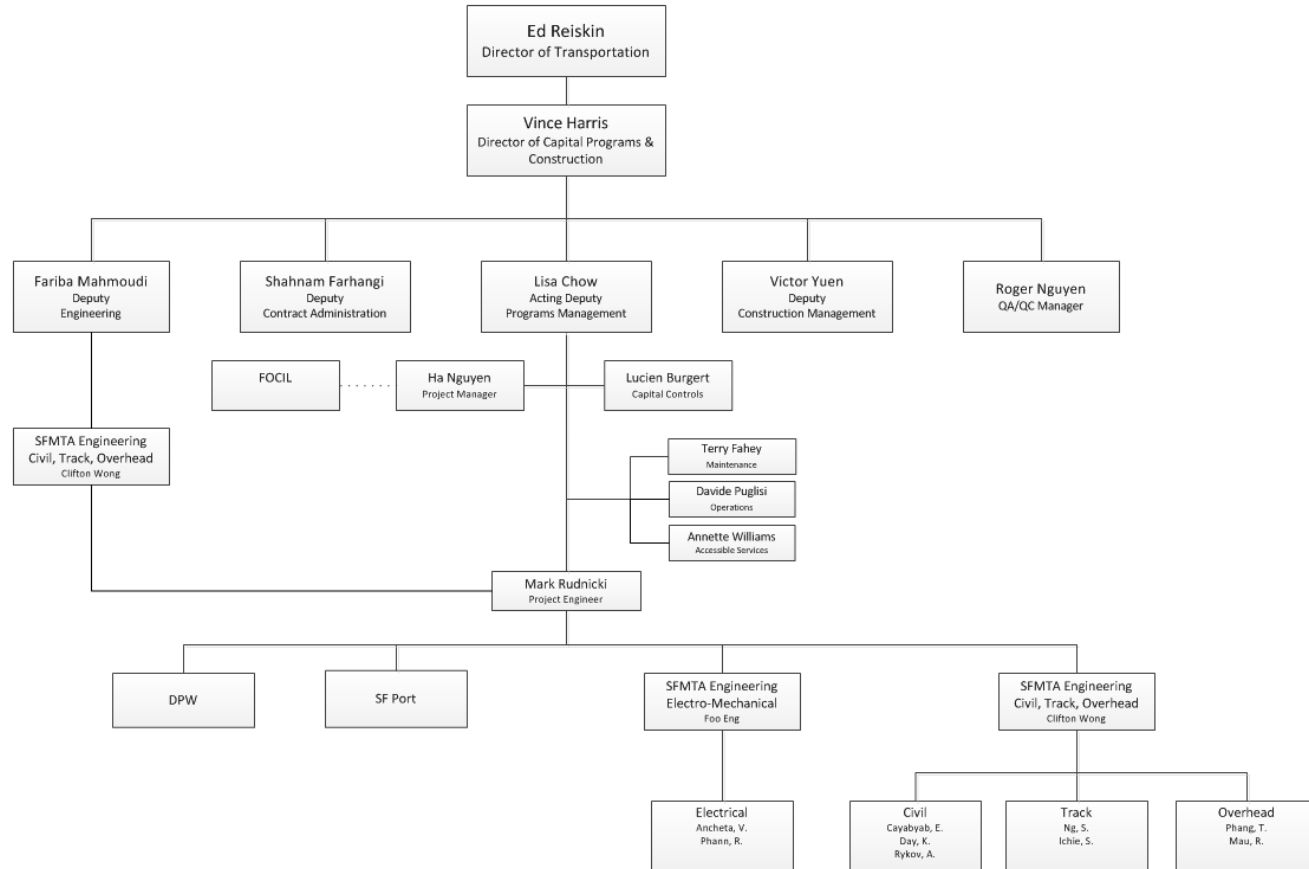 Ed Reiskin
Director of Transportation
Vince Harris
Director of Capital Programs &
Construction
Fariba Mahmoudi
Deputy
Engineering
Shahnam Farhangi
Deputy
Contract Administration
Lisa Chow
Acting Deputy
Programs Management
Victor Yuen
Deputy
Construction Management
Roger Nguyen
QA/QC Manager
FOCIL
Ha Nguyen
Project Manager
Lucien Burgert
Capital Controls
SFMTA Engineering
Civil, Track, Overhead
Clifton Wong
Terry Fahey
Maintenance
Davide Puglisi
Operations
Annette Williams
Accessible Services
Mark Rudnicki
Project Engineer
DPW
SF Port
SFMTA Engineering
Electro-Mechanical
Foo Eng
SFMTA Engineering
Civil, Track, Overhead
Clifton Wong
Electrical
Ancheta, V.
Phann, R.
Civil
Cayabyab, E.
Day, K.
Rykov, A.
Track
Ng, S.
Ichie, S.
Overhead
Phang, T.
Mau, R.